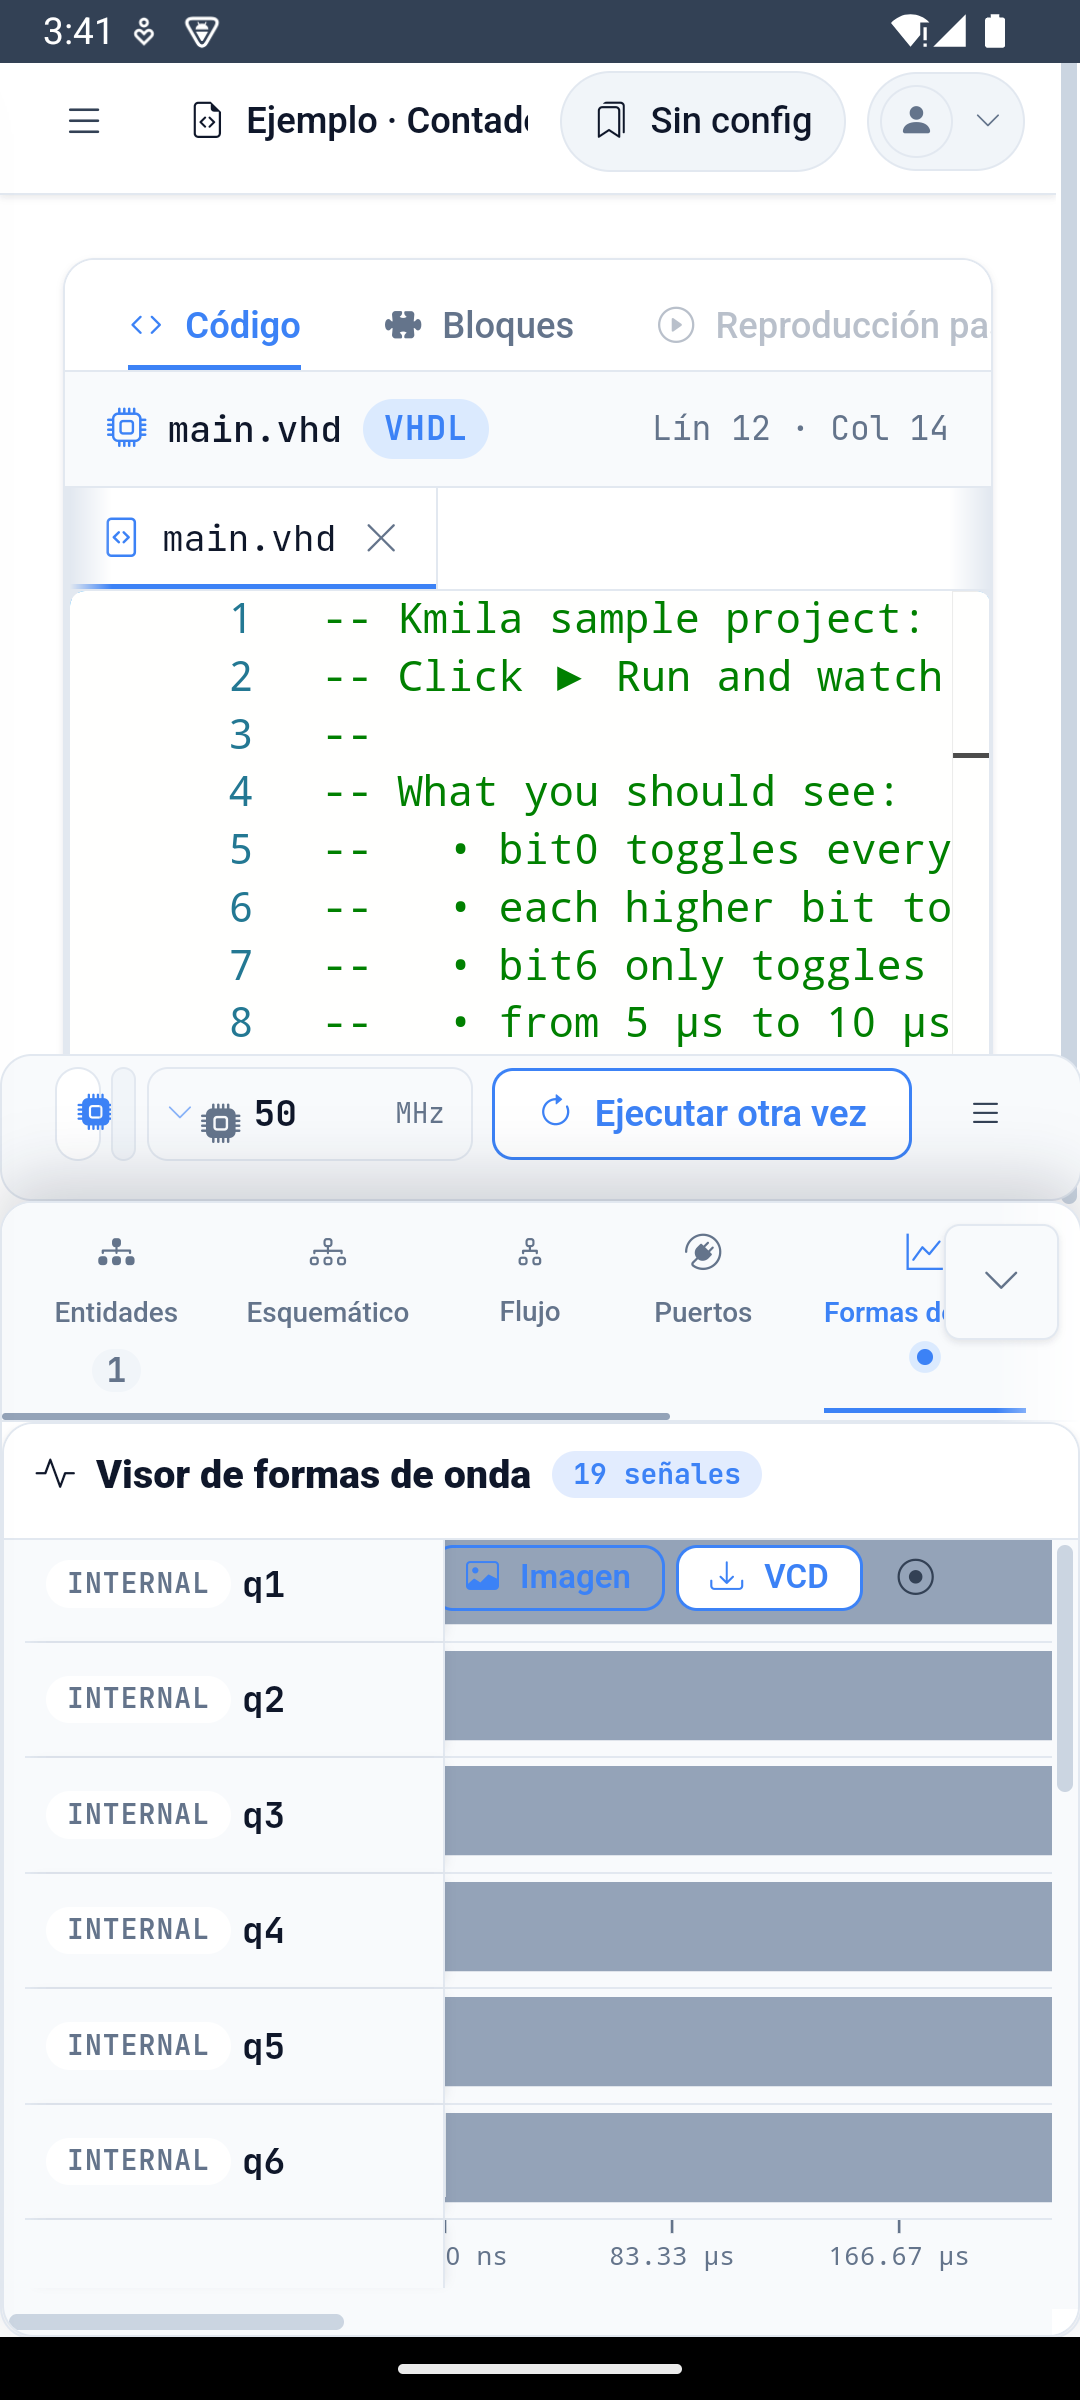 3:41
Ejemplo · Contad
Sin config
Código
Bloques
Reproducción pa
main.vhd
VHDL
Lín 12 · Col 14
main.vhd
1 -- Kmila sample project:
2 -- Click ▶ Run and watch
3 --
4 -- What you should see:
5 --   • bit0 toggles every
6 --   • each higher bit to
7 --   • bit6 only toggles
8 --   • from 5 µs to 10 µs
50 MHz
Ejecutar otra vez
Entidades
Esquemático
Flujo
Puertos
Formas d
1
Visor de formas de onda
19 señales
INTERNAL q1
Imagen
VCD
INTERNAL q2
INTERNAL q3
INTERNAL q4
INTERNAL q5
INTERNAL q6
0 ns
83.33 µs
166.67 µs